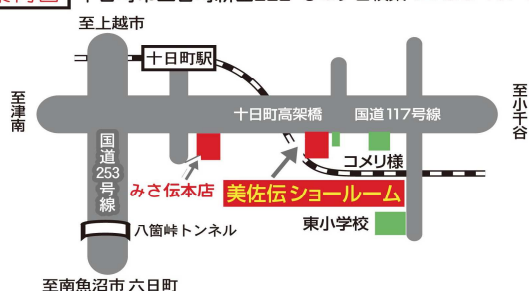 至上越市
十日町駅
至津南
至小千谷
十日町高架橋
国道117号線
国道253号線
みさ伝本店
コメリ様
美佐伝ショールーム
八箇峠トンネル
東小学校
至南魚沼市 六日町